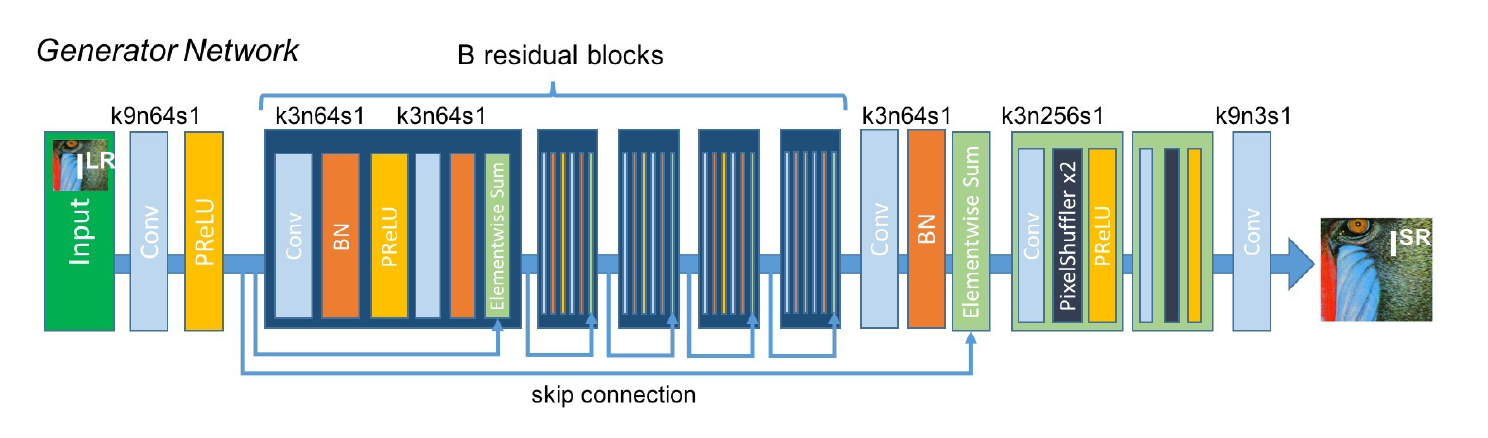 Generator Network
B residual blocks
k9n64s1
k3n64s1
k3n64s1
k3n64s1
k3n256s1
k9n3s1
Input
I^LR
Conv
PReLU
Conv
BN
PReLU
Elementwise Sum
Conv
BN
Elementwise Sum
Conv
PixelShuffler x2
PReLU
Conv
I^SR
skip connection